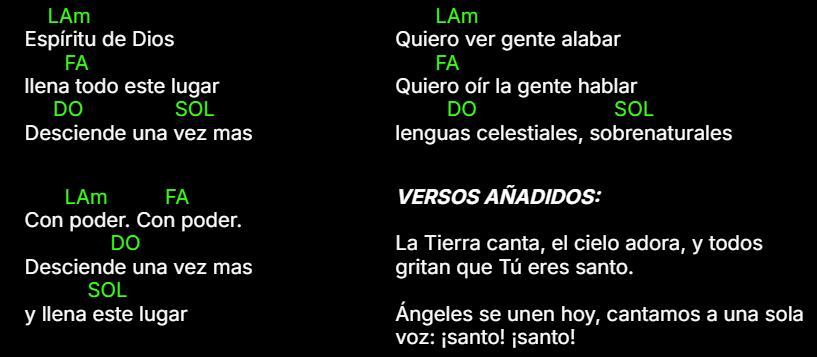 LAm
Espíritu de Dios
FA
llena todo este lugar
DO SOL
Desciende una vez mas
LAm FA
Con poder. Con poder.
DO
Desciende una vez mas
SOL
y llena este lugar
LAm
Quiero ver gente alabar
FA
Quiero oír la gente hablar
DO SOL
lenguas celestiales, sobrenaturales
VERSOS AÑADIDOS:
La Tierra canta, el cielo adora, y todos
gritan que Tú eres santo.
Ángeles se unen hoy, cantamos a una sola
voz: ¡santo! ¡santo!